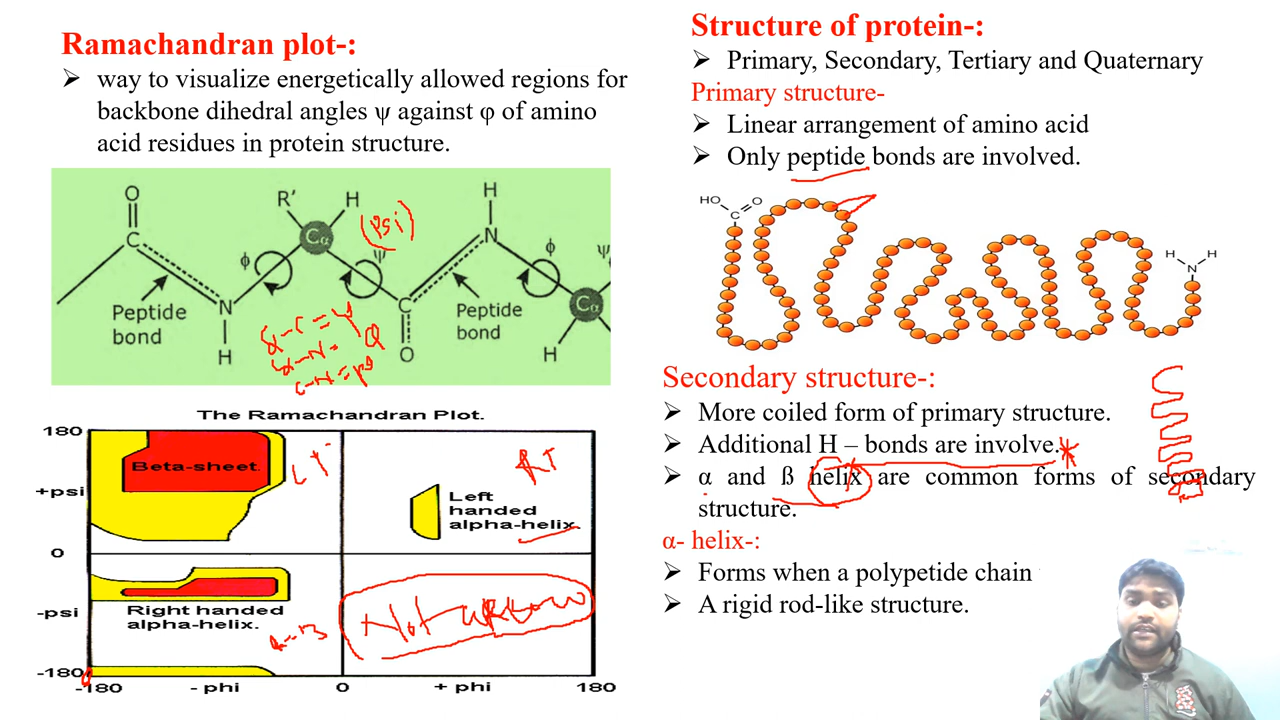 Ramachandran plot-:
➢ way to visualize energetically allowed regions for
backbone dihedral angles ψ against φ of amino
acid residues in protein structure.
O
C
Peptide
bond
N
H
ϕ
R'
H
Cα
(psi)
ψ
C
O
H
N
Peptide
bond
ϕ
Cα
H
ψ
The Ramachandran Plot.
180
+psi
0
-psi
-180
Beta-sheet.
Left
handed
alpha-helix.
Right handed
alpha-helix.
Not
-180
- phi
0
+ phi
180
Structure of protein-:
➢ Primary, Secondary, Tertiary and Quaternary
Primary structure-
➢ Linear arrangement of amino acid
➢ Only peptide bonds are involved.
HO
O
C
H
H
N
Secondary structure-:
➢ More coiled form of primary structure.
➢ Additional H – bonds are involve.
➢ α and ß helix are common forms of secondary
structure.
α- helix-:
➢ Forms when a polypetide chain
➢ A rigid rod-like structure.